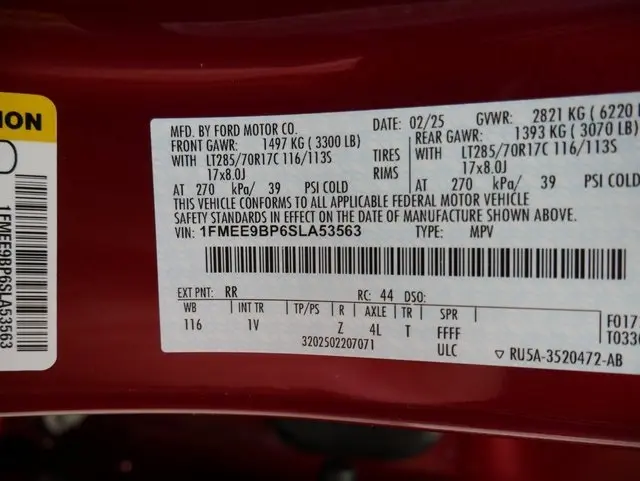 ION
1FMEE9BP6SLA53563
MFD. BY FORD MOTOR CO.
DATE: 02/25 GVWR: 2821 KG ( 6220 L
FRONT GAWR: 1497 KG ( 3300 LB)
REAR GAWR: 1393 KG ( 3070 LB)
WITH LT285/70R17C 116/113S TIRES WITH LT285/70R17C 116/113S
17x8.0J RIMS 17x8.0J
AT 270 kPa/ 39 PSI COLD AT 270 kPa/ 39 PSI COLD
THIS VEHICLE CONFORMS TO ALL APPLICABLE FEDERAL MOTOR VEHICLE
SAFETY STANDARDS IN EFFECT ON THE DATE OF MANUFACTURE SHOWN ABOVE.
VIN: 1FMEE9BP6SLA53563 TYPE: MPV
EXT PNT: RR RC: 44 DSO:
WB INT TR TP/PS R AXLE TR SPR
116 1V Z 4L T FFFF
3202502207071 ULC
F017
T0336
▽ RU5A-3520472-AB